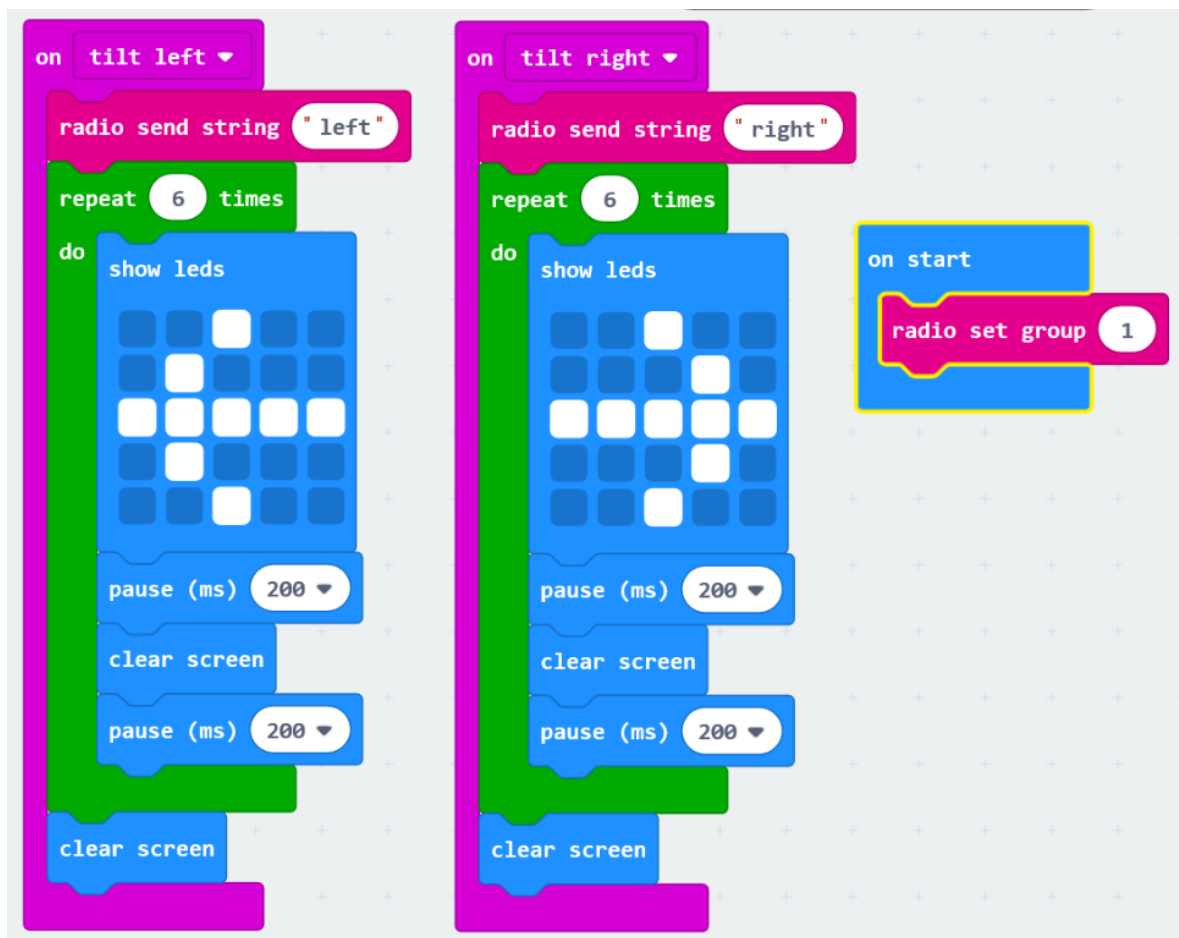 on tilt left
radio send string "left"
repeat 6 times
do
show leds
pause (ms) 200
clear screen
pause (ms) 200
clear screen
on tilt right
radio send string "right"
repeat 6 times
do
show leds
pause (ms) 200
clear screen
pause (ms) 200
clear screen
on start
radio set group 1